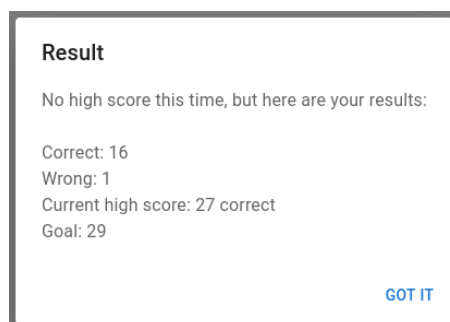 Result
No high score this time, but here are your results:
Correct: 16
Wrong: 1
Current high score: 27 correct
Goal: 29
GOT IT